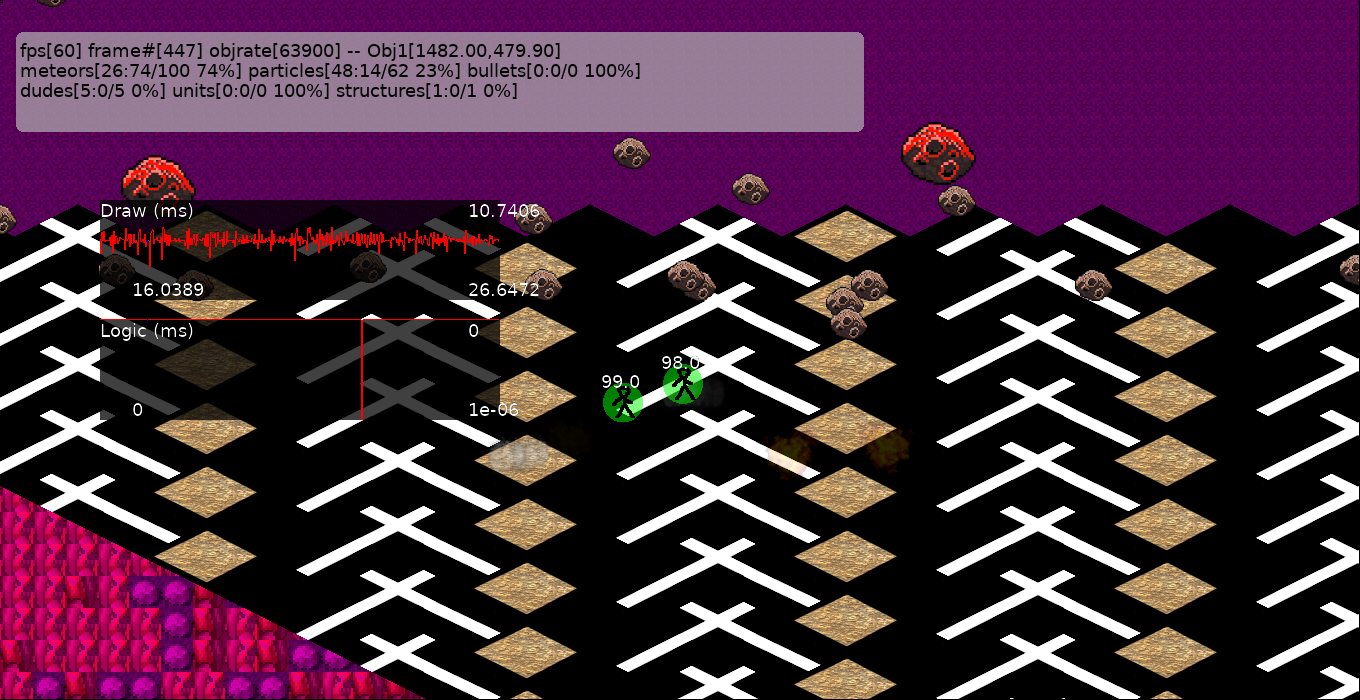 fps[60] frame#[447] objrate[63900] -- Obj1[1482.00,479.90]
meteors[26:74/100 74%] particles[48:14/62 23%] bullets[0:0/0 100%]
dudes[5:0/5 0%] units[0:0/0 100%] structures[1:0/1 0%]
Draw (ms) 10.7406
16.0389 26.6472
Logic (ms) 0
0 1e-06
98.0
99.0